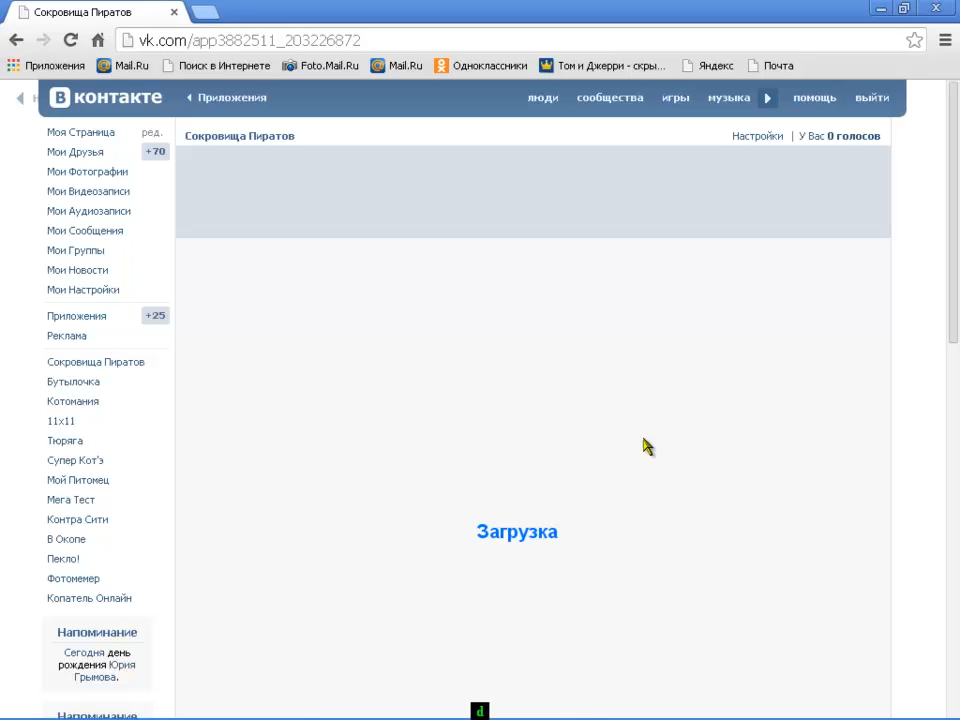 Сокровища Пиратов
vk.com/app3882511_203226872
Приложения Mail.Ru Поиск в Интернете Foto.Mail.Ru Mail.Ru Одноклассники Том и Джерри - скры... Яндекс Почта
В контакте Приложения люди сообщества игры музыка помощь выйти
Моя Страница ред.
Сокровища Пиратов Настройки | У Вас 0 голосов
Мои Друзья +70
Мои Фотографии
Мои Видеозаписи
Мои Аудиозаписи
Мои Сообщения
Мои Группы
Мои Новости
Мои Настройки
Приложения +25
Реклама
Сокровища Пиратов
Бутылочка
Котомания
11x11
Тюряга
Супер Кот'э
Мой Питомец
Мега Тест
Контра Сити
В Окопе
Пекло!
Фотомемер
Копатель Онлайн
Загрузка
Напоминание
Сегодня день
рождения Юрия
Грымова.
Напоминание
d